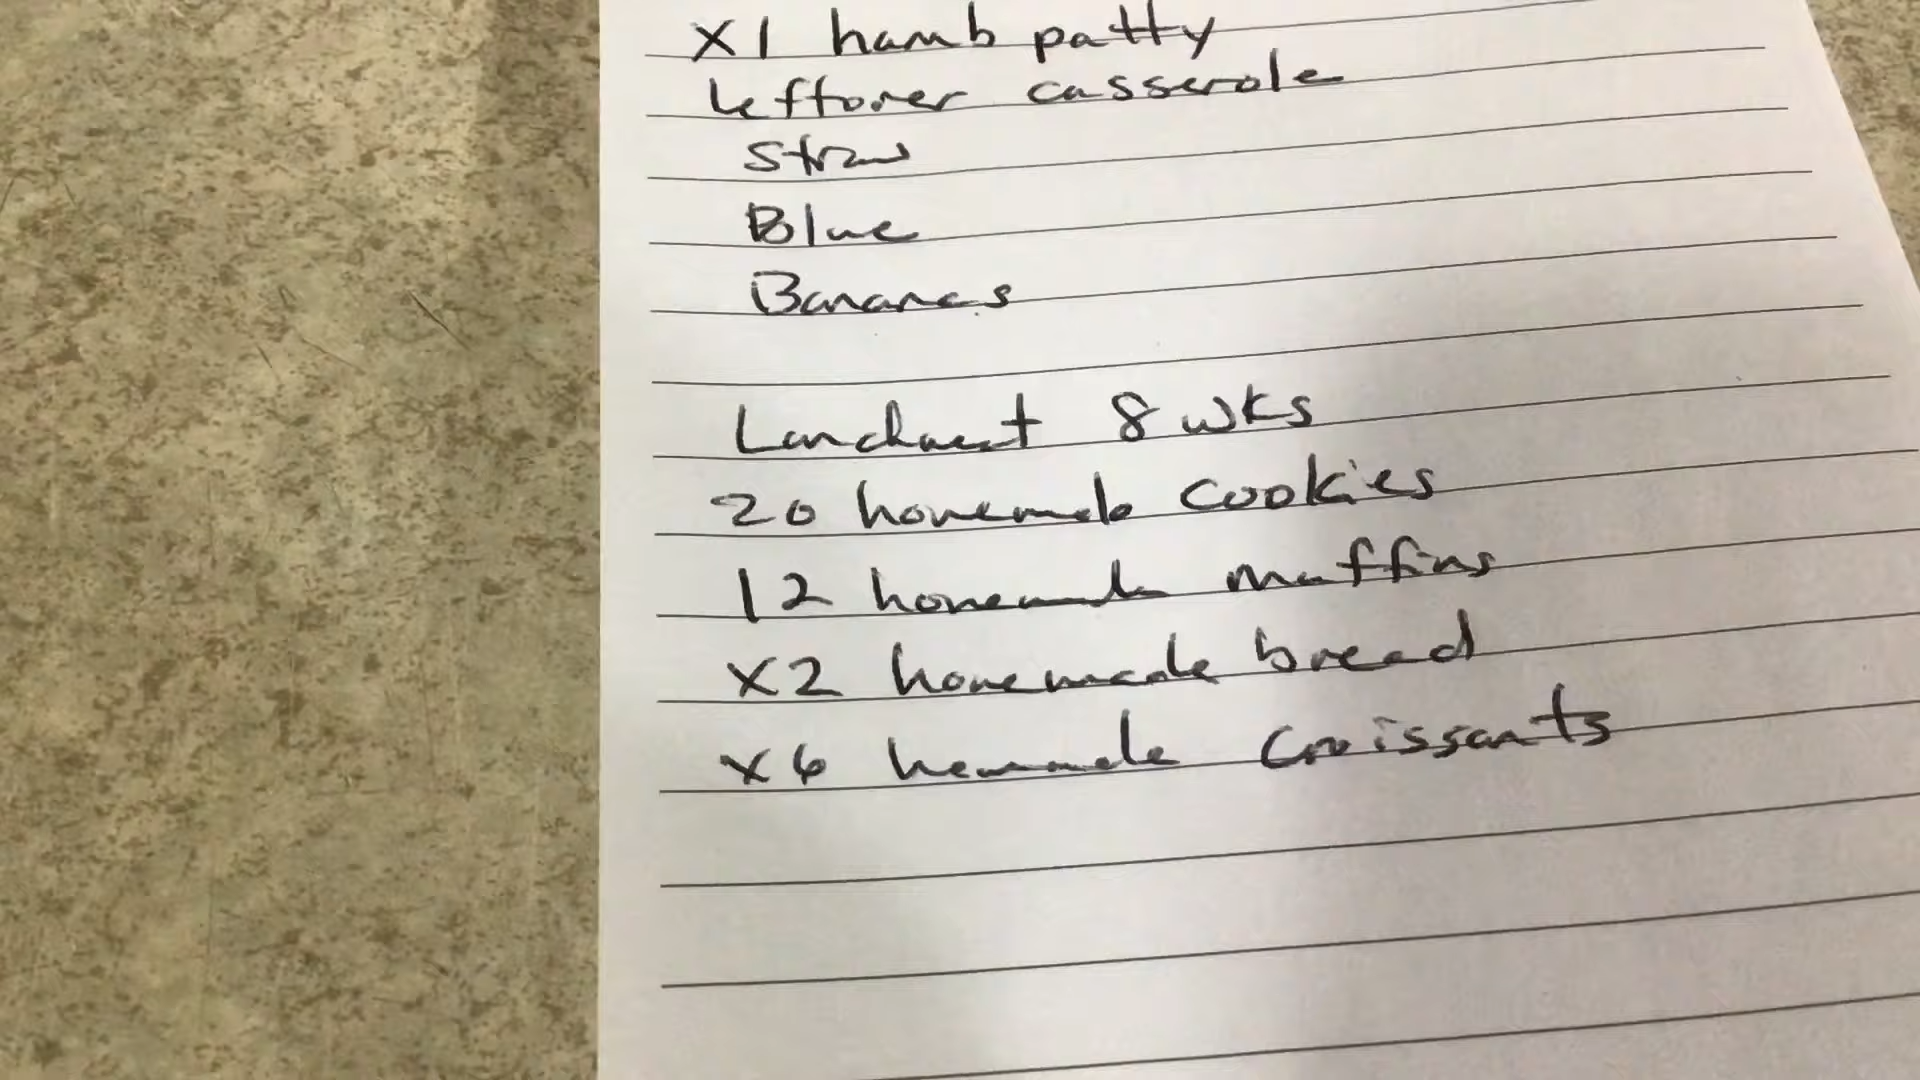 x1 hamb patty
leftover casserole
Straw
Blue
Bananas
Lunchmeat 8 wks
20 homemade cookies
12 homemade muffins
x2 homemade bread
x6 homemade croissants